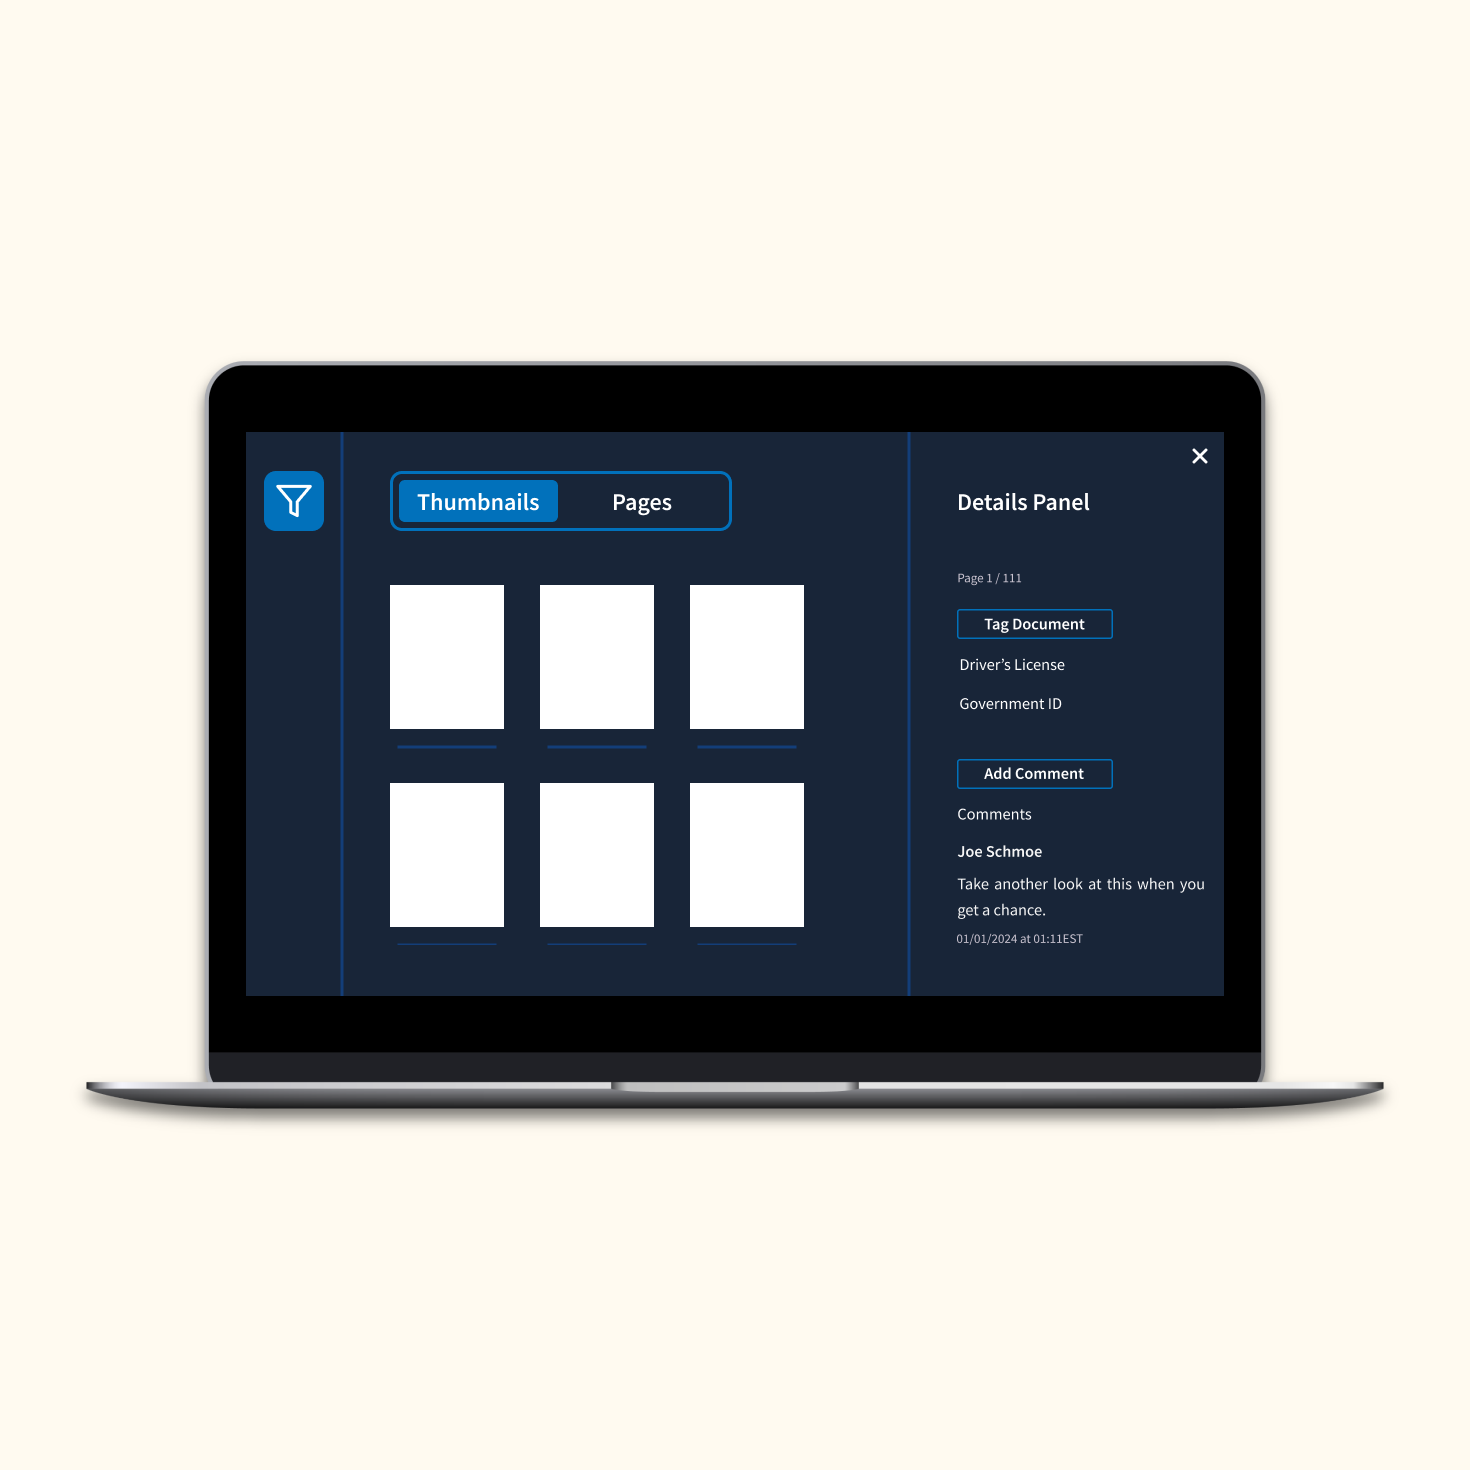 Thumbnails
Pages
Details Panel
Page 1 / 111
Tag Document
Driver’s License
Government ID
Add Comment
Comments
Joe Schmoe
Take another look at this when you
get a chance.
01/01/2024 at 01:11EST